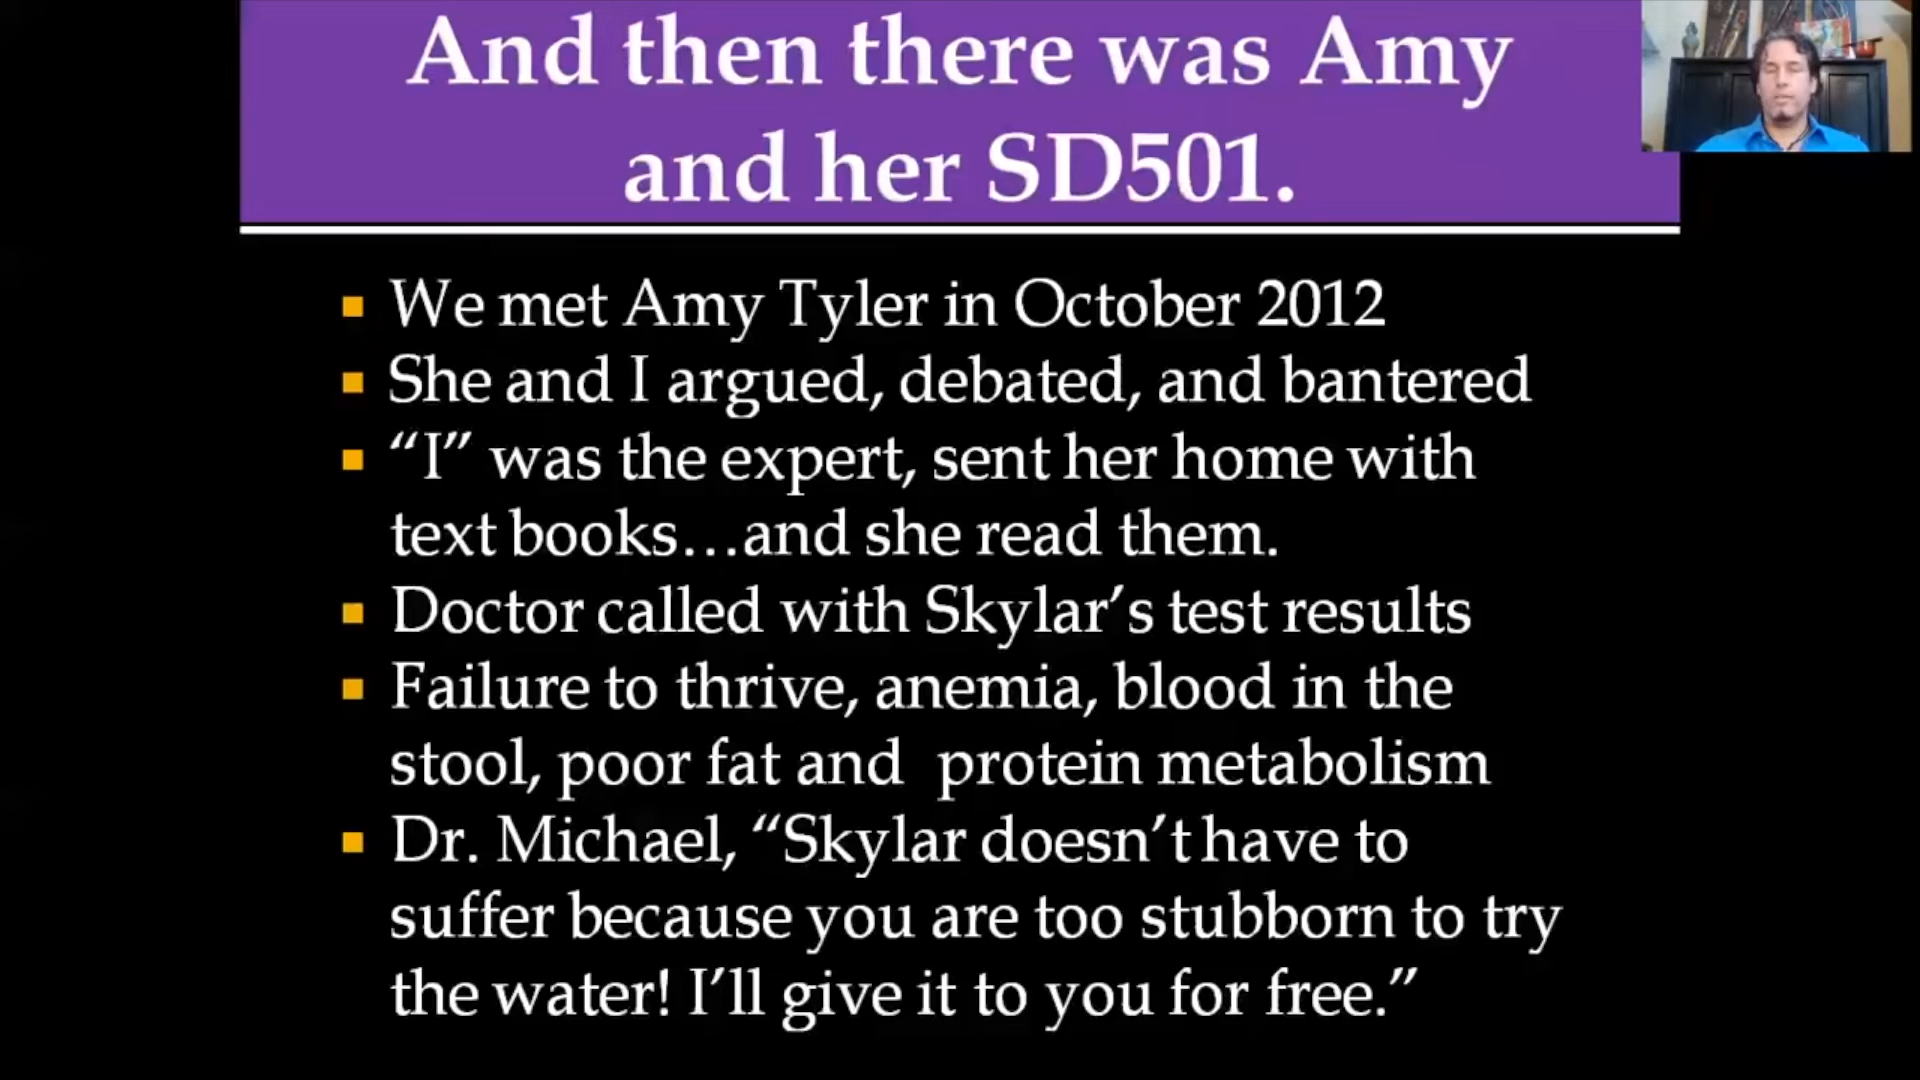 And then there was Amy
and her SD501.
▪ We met Amy Tyler in October 2012
▪ She and I argued, debated, and bantered
▪ “I” was the expert, sent her home with
text books…and she read them.
▪ Doctor called with Skylar’s test results
▪ Failure to thrive, anemia, blood in the
stool, poor fat and  protein metabolism
▪ Dr. Michael, “Skylar doesn’t have to
suffer because you are too stubborn to try
the water! I’ll give it to you for free.”